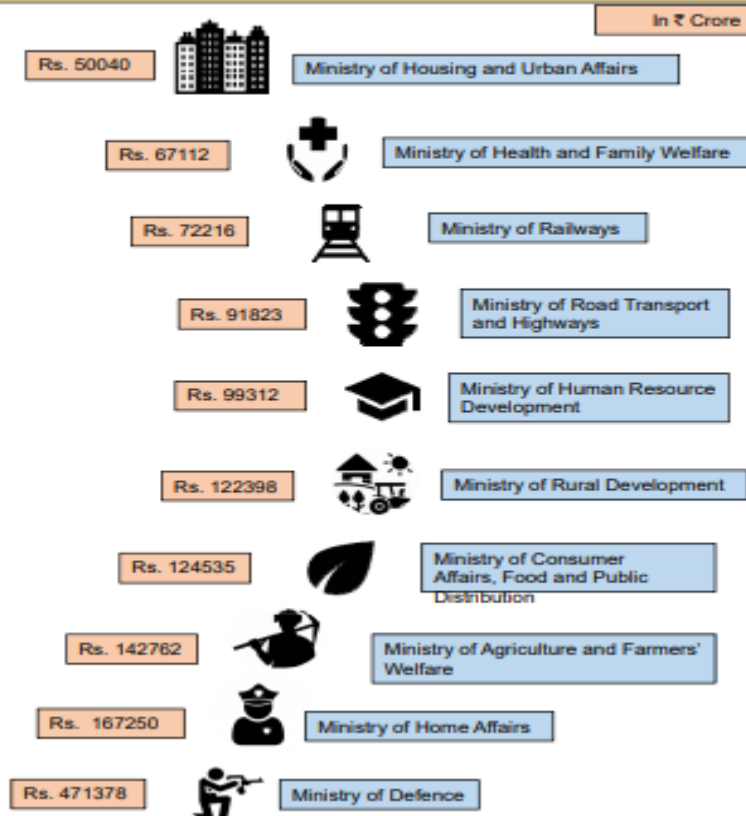 In ₹ Crore
Rs. 50040
Ministry of Housing and Urban Affairs
Rs. 67112
Ministry of Health and Family Welfare
Rs. 72216
Ministry of Railways
Rs. 91823
Ministry of Road Transport
and Highways
Rs. 99312
Ministry of Human Resource
Development
Rs. 122398
Ministry of Rural Development
Rs. 124535
Ministry of Consumer
Affairs, Food and Public
Distribution
Rs. 142762
Ministry of Agriculture and Farmers'
Welfare
Rs. 167250
Ministry of Home Affairs
Rs. 471378
Ministry of Defence